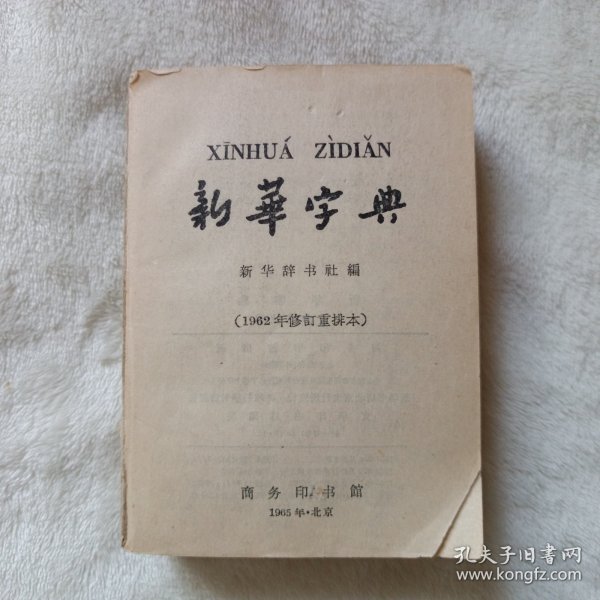 XĪNHUÁ ZÌDIǍN
新華字典
新华辞书社編
（1962年修訂重排本）
商务印书館
1965年·北京
孔夫子旧书网
www.kongfz.com